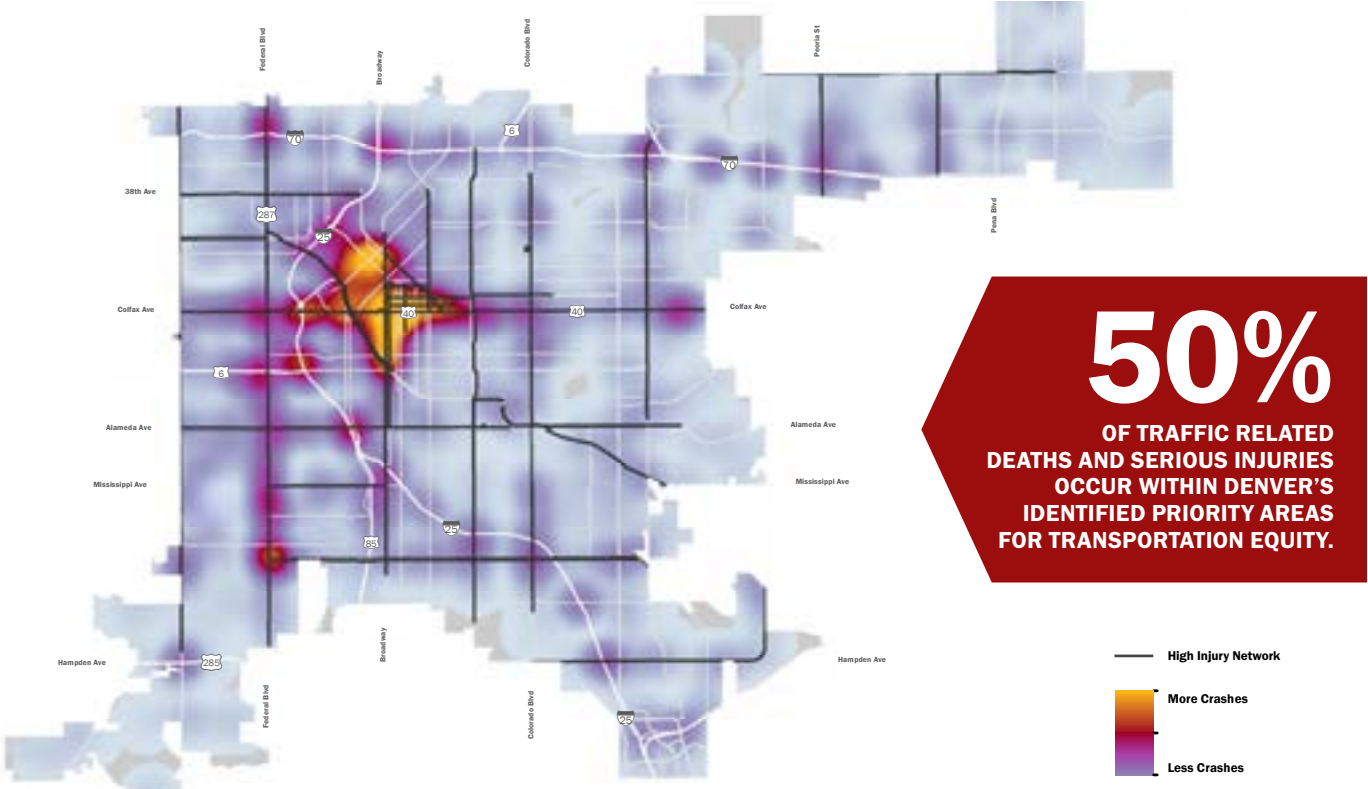 Federal Blvd
Broadway
Colorado Blvd
Peoria St
6
70
70
38th Ave
287
25
Pena Blvd
Colfax Ave
40
40
Colfax Ave
6
Alameda Ave
Alameda Ave
Mississippi Ave
Mississippi Ave
25
85
Hampden Ave
285
Broadway
Hampden Ave
Federal Blvd
Colorado Blvd
25
50%
OF TRAFFIC RELATED
DEATHS AND SERIOUS INJURIES
OCCUR WITHIN DENVER'S
IDENTIFIED PRIORITY AREAS
FOR TRANSPORTATION EQUITY.
High Injury Network
More Crashes
Less Crashes